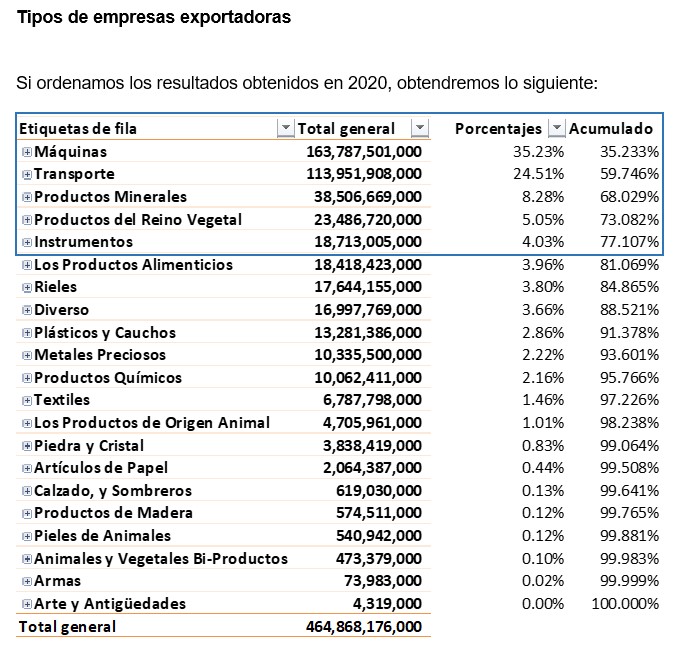 Tipos de empresas exportadoras
Si ordenamos los resultados obtenidos en 2020, obtendremos lo siguiente:
Etiquetas de fila Total general Porcentajes Acumulado
Máquinas 163,787,501,000 35.23% 35.233%
Transporte 113,951,908,000 24.51% 59.746%
Productos Minerales 38,506,669,000 8.28% 68.029%
Productos del Reino Vegetal 23,486,720,000 5.05% 73.082%
Instrumentos 18,713,005,000 4.03% 77.107%
Los Productos Alimenticios 18,418,423,000 3.96% 81.069%
Rieles 17,644,155,000 3.80% 84.865%
Diverso 16,997,769,000 3.66% 88.521%
Plásticos y Cauchos 13,281,386,000 2.86% 91.378%
Metales Preciosos 10,335,500,000 2.22% 93.601%
Productos Químicos 10,062,411,000 2.16% 95.766%
Textiles 6,787,798,000 1.46% 97.226%
Los Productos de Origen Animal 4,705,961,000 1.01% 98.238%
Piedra y Cristal 3,838,419,000 0.83% 99.064%
Artículos de Papel 2,064,387,000 0.44% 99.508%
Calzado, y Sombreros 619,030,000 0.13% 99.641%
Productos de Madera 574,511,000 0.12% 99.765%
Pieles de Animales 540,942,000 0.12% 99.881%
Animales y Vegetales Bi-Productos 473,379,000 0.10% 99.983%
Armas 73,983,000 0.02% 99.999%
Arte y Antigüedades 4,319,000 0.00% 100.000%
Total general 464,868,176,000